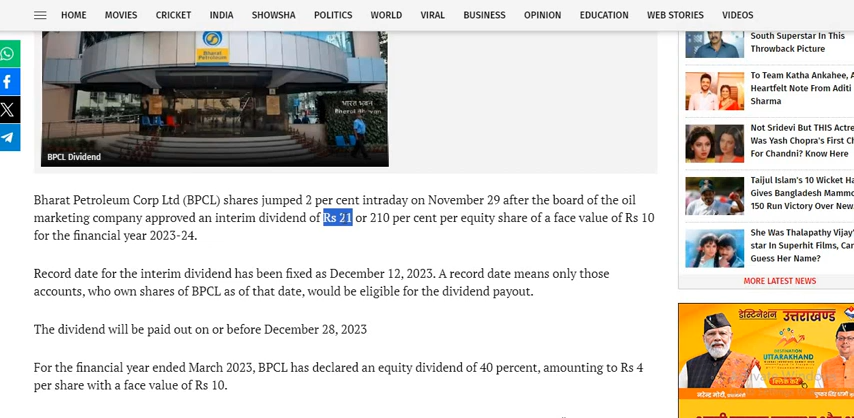 HOME MOVIES CRICKET INDIA SHOWSHA POLITICS WORLD VIRAL BUSINESS OPINION EDUCATION WEB STORIES VIDEOS
Bharat
Petroleum
भारत भवन
Bharat Bhavan
BPCL Dividend
Bharat Petroleum Corp Ltd (BPCL) shares jumped 2 per cent intraday on November 29 after the board of the oil
marketing company approved an interim dividend of Rs 21 or 210 per cent per equity share of a face value of Rs 10
for the financial year 2023-24.
Record date for the interim dividend has been fixed as December 12, 2023. A record date means only those
accounts, who own shares of BPCL as of that date, would be eligible for the dividend payout.
The dividend will be paid out on or before December 28, 2023
For the financial year ended March 2023, BPCL has declared an equity dividend of 40 percent, amounting to Rs 4
per share with a face value of Rs 10.
South Superstar In This
Throwback Picture
To Team Katha Ankahee, A
Heartfelt Note From Aditi
Sharma
Not Sridevi But THIS Actre
Was Yash Chopra's First Ch
For Chandni? Know Here
Taijul Islam's 10 Wicket Ha
Gives Bangladesh Mammo
150 Run Victory Over New
She Was Thalapathy Vijay'
star In Superhit Films, Can
Guess Her Name?
MORE LATEST NEWS
डेस्टिनेशन उत्तराखण्ड
DESTINATION
UTTARAKHAND
क्लिक करें
नरेन्द्र मोदी,